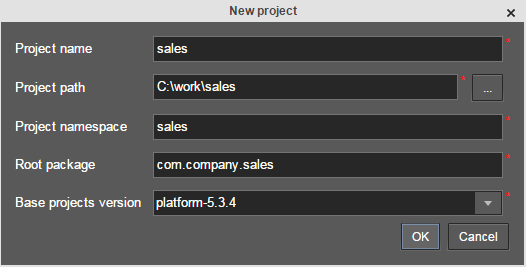 New project
Project name sales *
Project path C:\work\sales * ...
Project namespace sales *
Root package com.company.sales *
Base projects version platform-5.3.4 *
OK Cancel